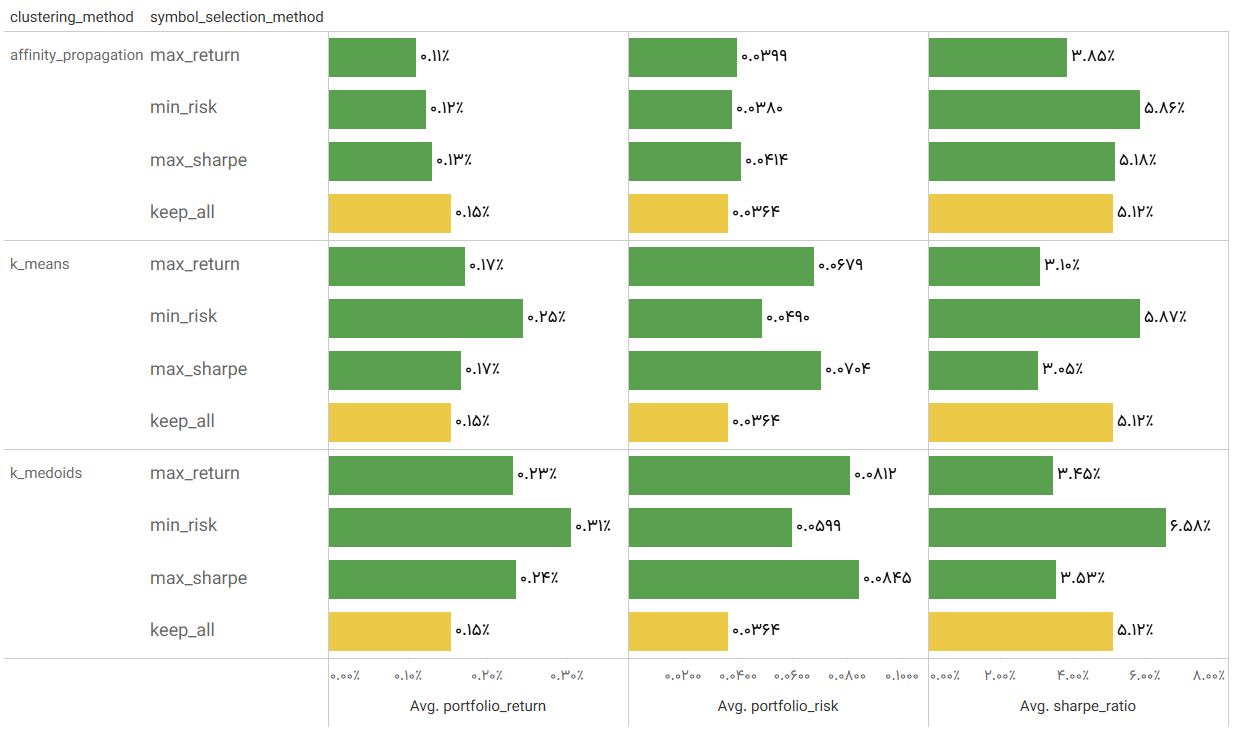 clustering_method symbol_selection_method
affinity_propagation max_return ۰.۱۱٪ ۰.۰۳۹۹ ۳.۸۵٪
min_risk ۰.۱۲٪ ۰.۰۳۸۰ ۵.۸۶٪
max_sharpe ۰.۱۳٪ ۰.۰۴۱۴ ۵.۱۸٪
keep_all ۰.۱۵٪ ۰.۰۳۶۴ ۵.۱۲٪
k_means max_return ۰.۱۷٪ ۰.۰۶۷۹ ۳.۱۰٪
min_risk ۰.۲۵٪ ۰.۰۴۹۰ ۵.۸۷٪
max_sharpe ۰.۱۷٪ ۰.۰۷۰۴ ۳.۰۵٪
keep_all ۰.۱۵٪ ۰.۰۳۶۴ ۵.۱۲٪
k_medoids max_return ۰.۲۳٪ ۰.۰۸۱۲ ۳.۴۵٪
min_risk ۰.۳۱٪ ۰.۰۵۹۹ ۶.۵۸٪
max_sharpe ۰.۲۴٪ ۰.۰۸۴۵ ۳.۵۳٪
keep_all ۰.۱۵٪ ۰.۰۳۶۴ ۵.۱۲٪
۰.۰۰٪ ۰.۱۰٪ ۰.۲۰٪ ۰.۳۰٪ ۰.۰۲۰۰ ۰.۰۴۰۰ ۰.۰۶۰۰ ۰.۰۸۰۰ ۰.۱۰۰۰ ۰.۰۰٪ ۲.۰۰٪ ۴.۰۰٪ ۶.۰۰٪ ۸.۰۰٪
Avg. portfolio_return Avg. portfolio_risk Avg. sharpe_ratio